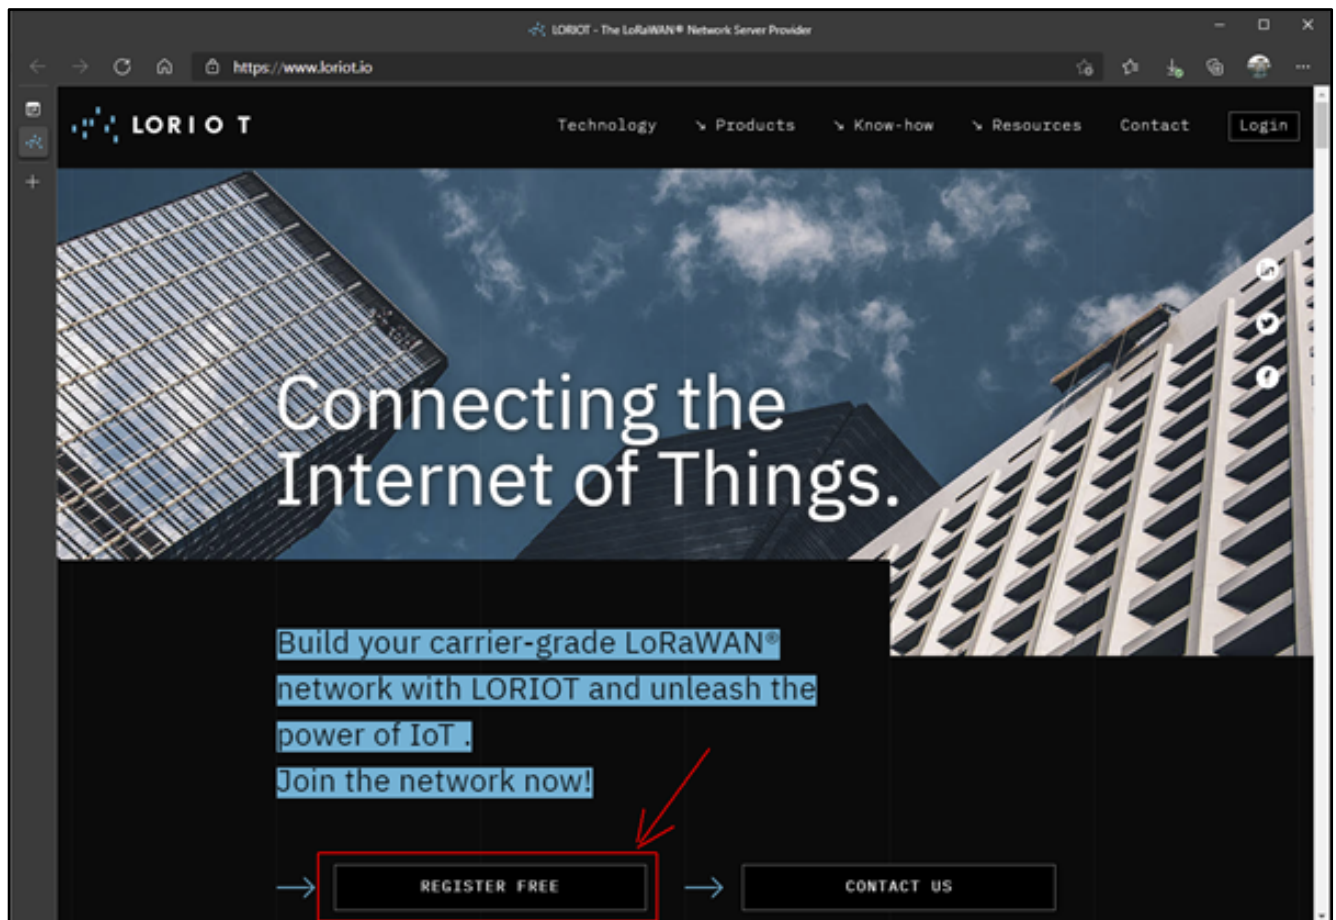 LORIOT - The LoRaWAN® Network Server Provider
https://www.loriot.io
LORIOT
Technology
Products
Know-how
Resources
Contact
Login
in
Connecting the
Internet of Things.
Build your carrier-grade LoRaWAN®
network with LORIOT and unleash the
power of IoT .
Join the network now!
REGISTER FREE
CONTACT US